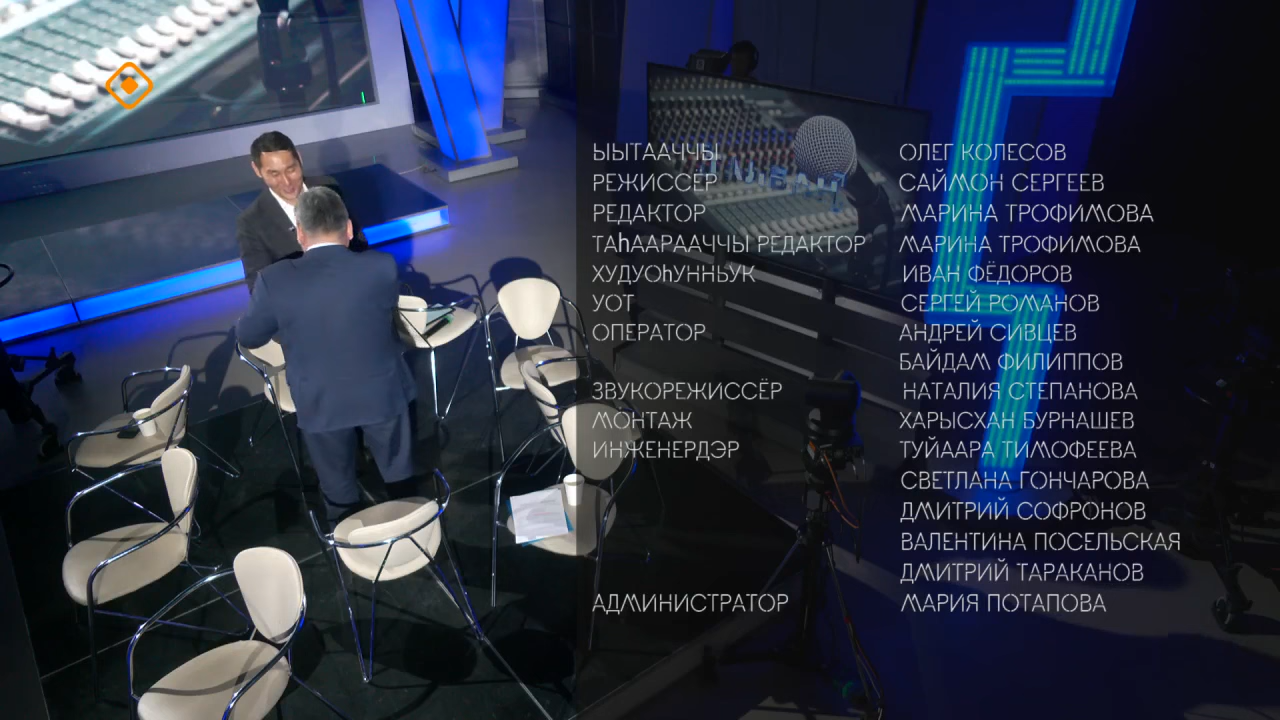 ЫЫТААЧЧЫ ОЛЕГ КОЛЕСОВ
РЕЖИССЁР САЙМОН СЕРГЕЕВ
РЕДАКТОР МАРИНА ТРОФИМОВА
ТАҺААРААЧЧЫ РЕДАКТОР МАРИНА ТРОФИМОВА
ХУДУОҺУННЬУК ИВАН ФЁДОРОВ
УОТ СЕРГЕЙ РОМАНОВ
ОПЕРАТОР АНДРЕЙ СИВЦЕВ
БАЙДАМ ФИЛИППОВ
ЗВУКОРЕЖИССЁР НАТАЛИЯ СТЕПАНОВА
МОНТАЖ ХАРЫСХАН БУРНАШЕВ
ИНЖЕНЕРДЭР ТУЙААРА ТИМОФЕЕВА
СВЕТЛАНА ГОНЧАРОВА
ДМИТРИЙ СОФРОНОВ
ВАЛЕНТИНА ПОСЕЛЬСКАЯ
ДМИТРИЙ ТАРАКАНОВ
АДМИНИСТРАТОР МАРИЯ ПОТАПОВА